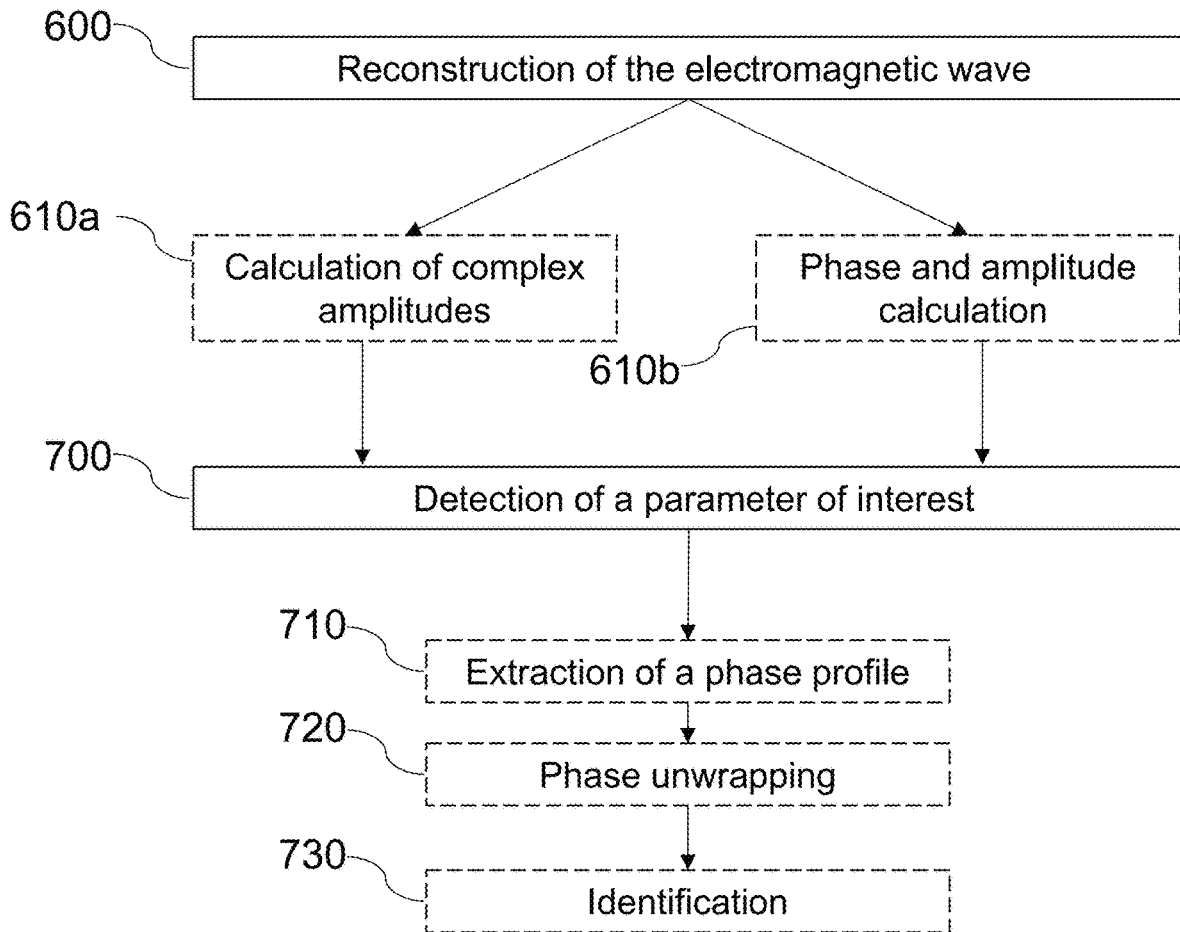 600
Reconstruction of the electromagnetic wave
610a
Calculation of complex
amplitudes
Phase and amplitude
calculation
610b
700
Detection of a parameter of interest
710
Extraction of a phase profile
720
Phase unwrapping
730
Identification